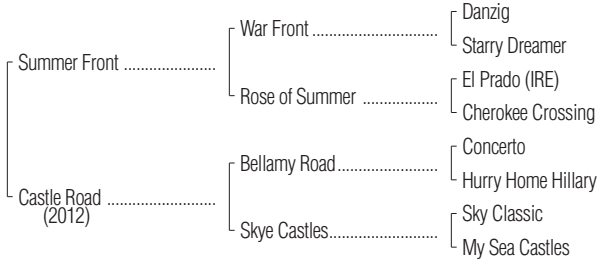 Danzig
War Front
Starry Dreamer
Summer Front
El Prado (IRE)
Rose of Summer
Cherokee Crossing
Concerto
Bellamy Road
Hurry Home Hillary
Castle Road
(2012)
Sky Classic
Skye Castles
My Sea Castles